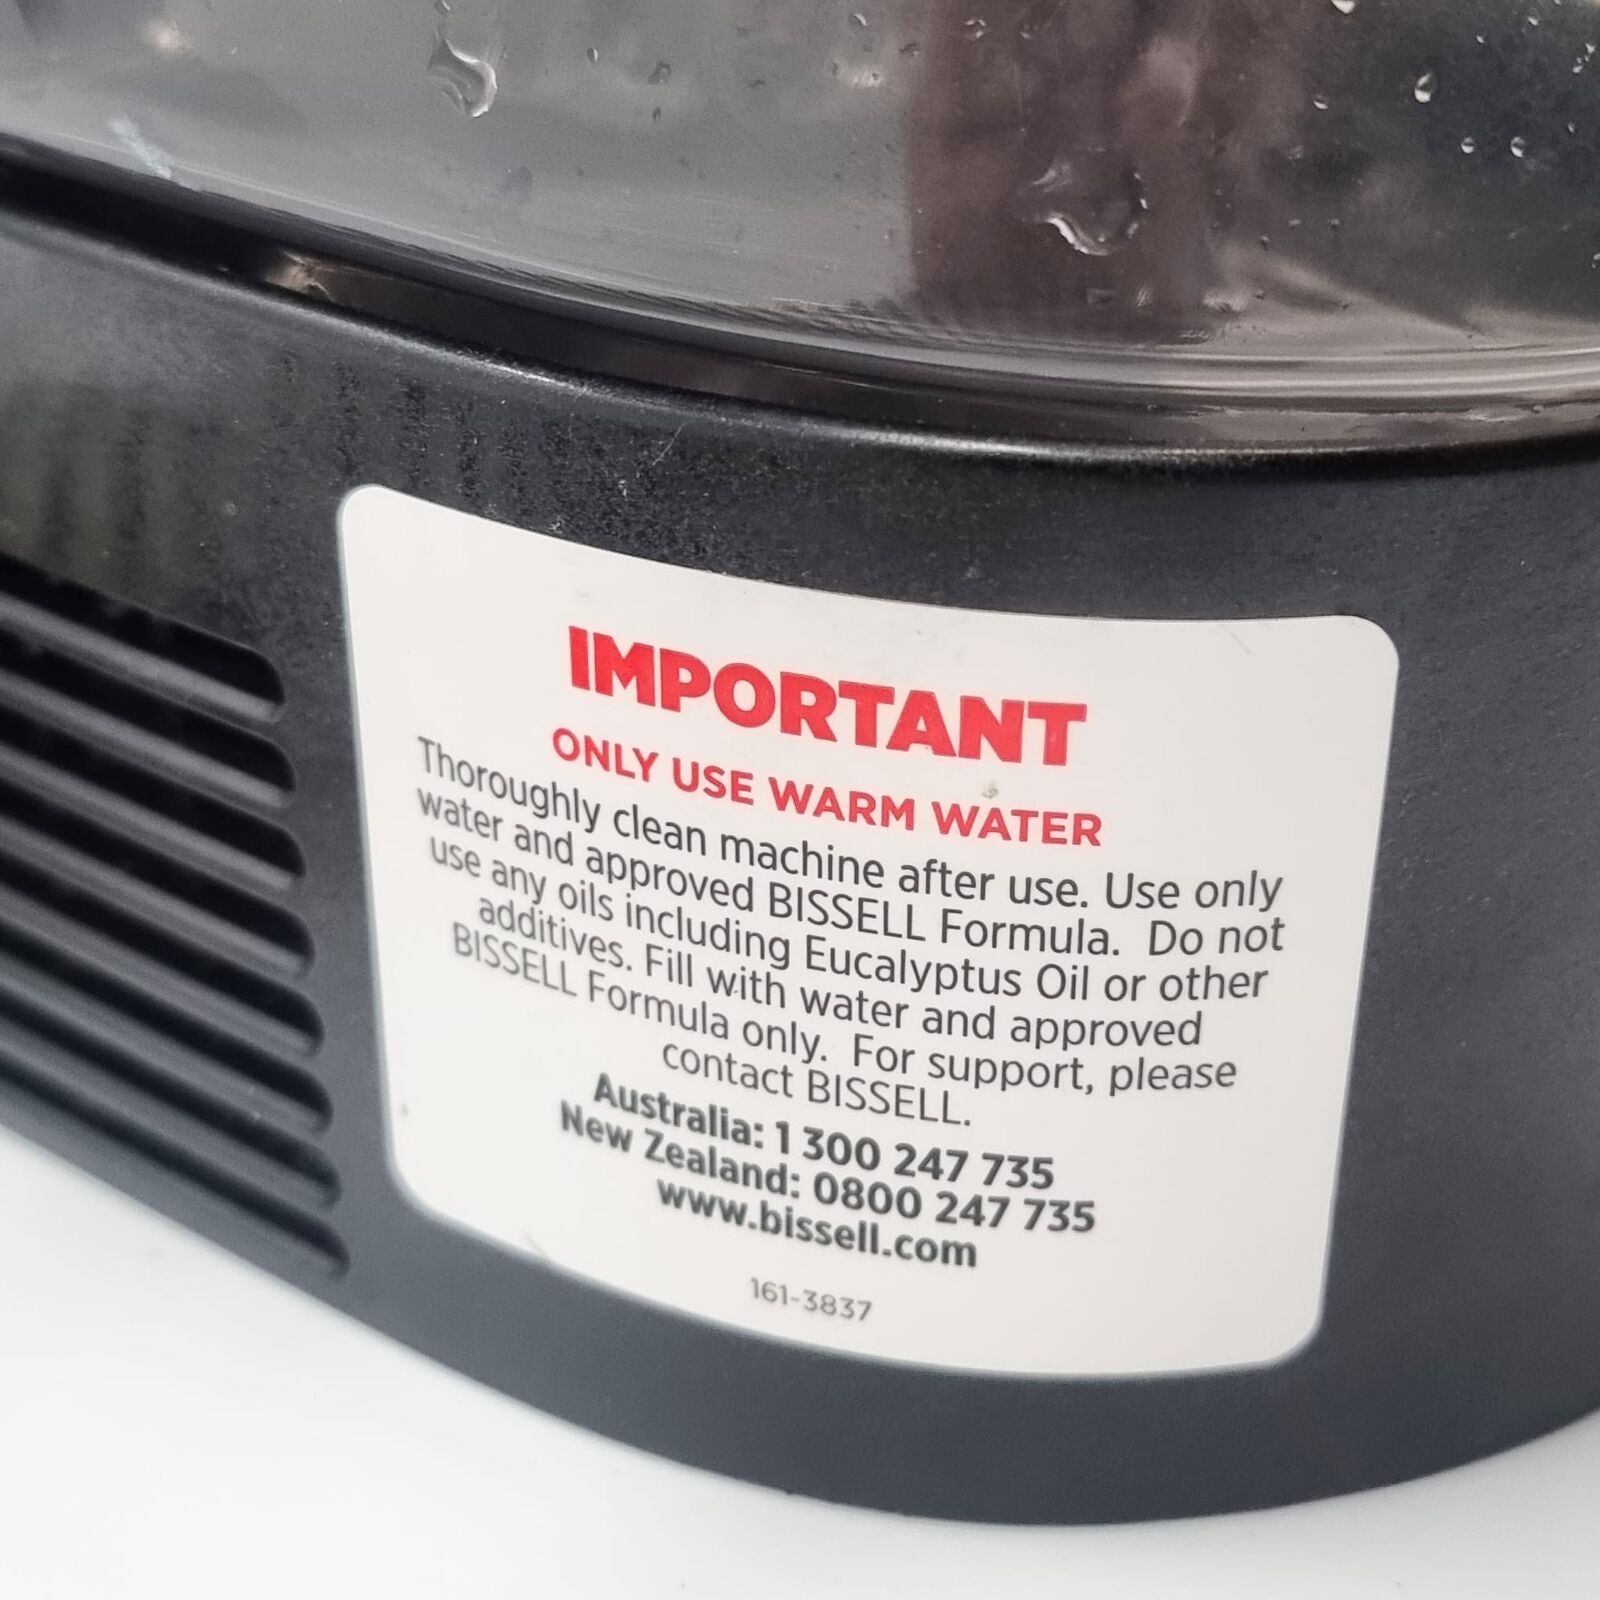 IMPORTANT
ONLY USE WARM WATER
Thoroughly clean machine after use. Use only
water and approved BISSELL Formula. Do not
use any oils including Eucalyptus Oil or other
additives. Fill with water and approved
BISSELL Formula only. For support, please
contact BISSELL.
Australia: 1 300 247 735
New Zealand: 0800 247 735
www.bissell.com
161-3837